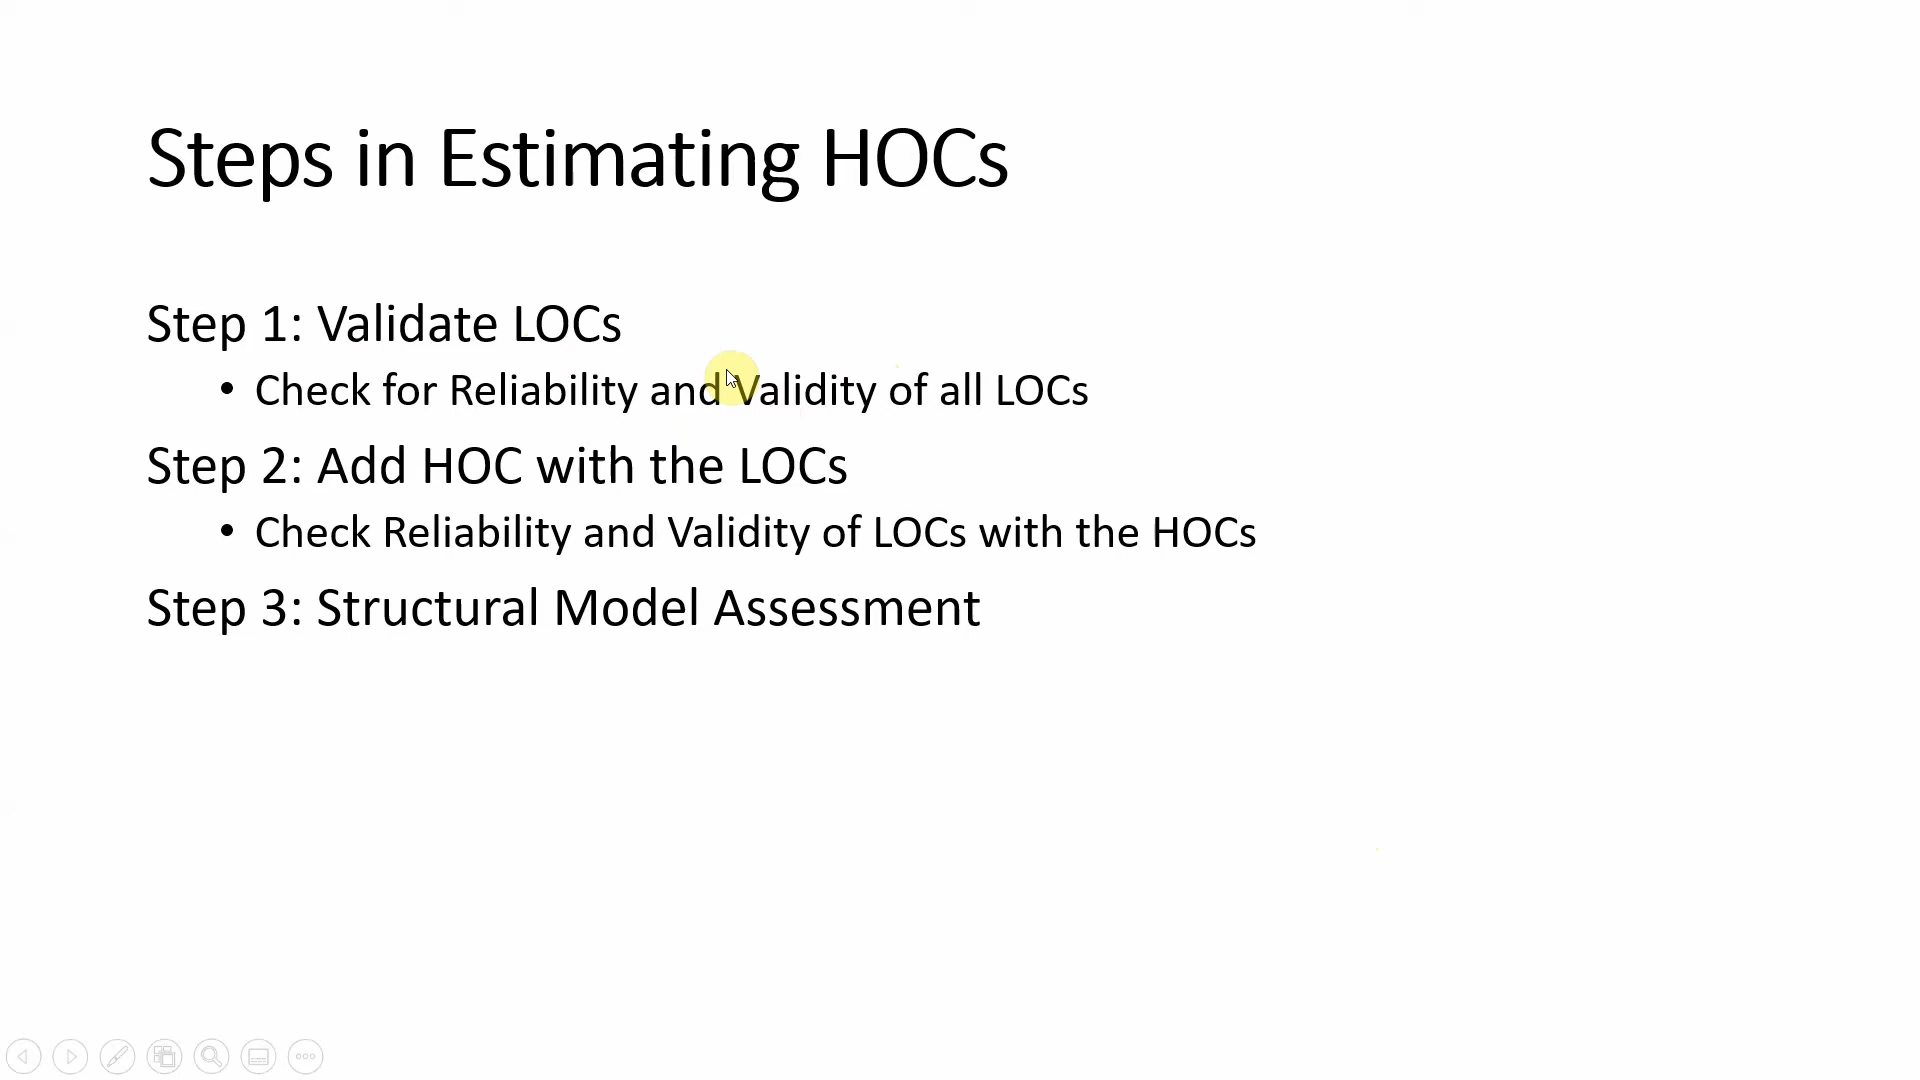 Steps in Estimating HOCs
Step 1: Validate LOCs
• Check for Reliability and Validity of all LOCs
Step 2: Add HOC with the LOCs
• Check Reliability and Validity of LOCs with the HOCs
Step 3: Structural Model Assessment